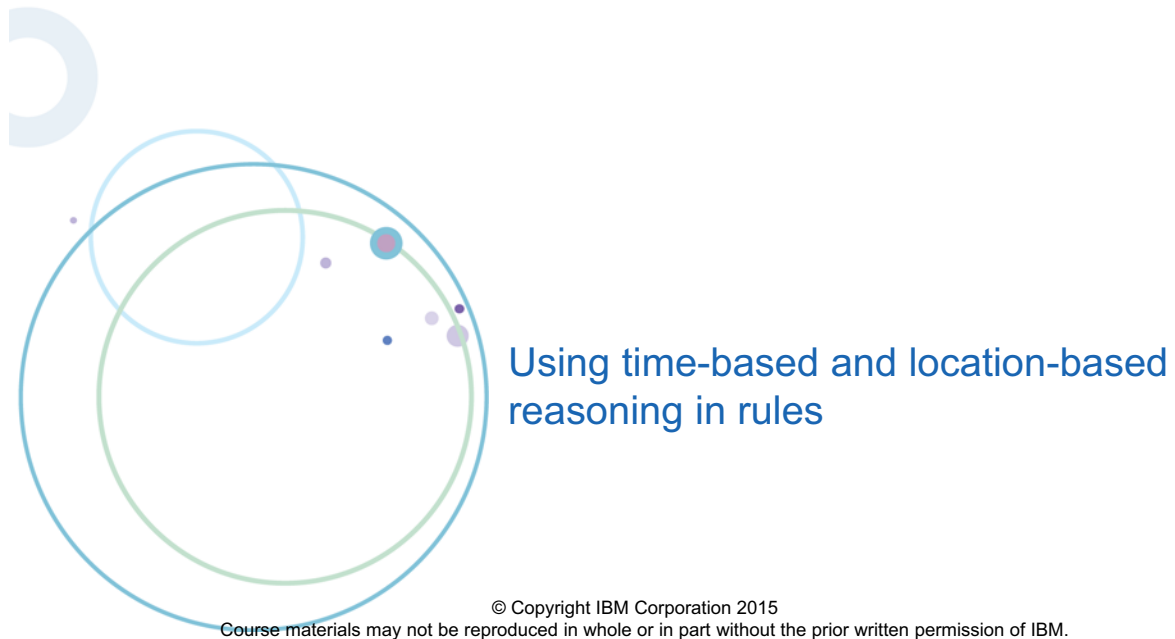 Using time-based and location-based
reasoning in rules
© Copyright IBM Corporation 2015
Course materials may not be reproduced in whole or in part without the prior written permission of IBM.